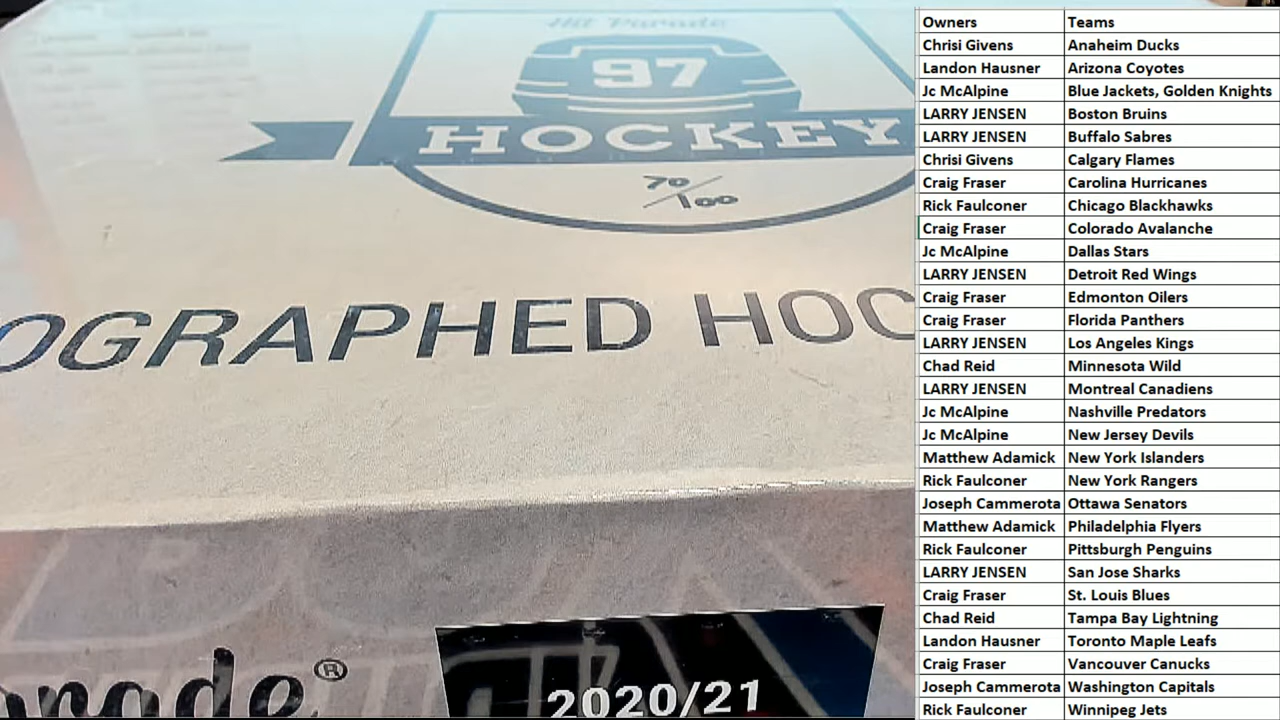 Hit Parade
97
HOCKEY
70/100
OGRAPHED HOC
arade®
2020/21
Owners Teams
Chrisi Givens Anaheim Ducks
Landon Hausner Arizona Coyotes
Jc McAlpine Blue Jackets, Golden Knights
LARRY JENSEN Boston Bruins
LARRY JENSEN Buffalo Sabres
Chrisi Givens Calgary Flames
Craig Fraser Carolina Hurricanes
Rick Faulconer Chicago Blackhawks
Craig Fraser Colorado Avalanche
Jc McAlpine Dallas Stars
LARRY JENSEN Detroit Red Wings
Craig Fraser Edmonton Oilers
Craig Fraser Florida Panthers
LARRY JENSEN Los Angeles Kings
Chad Reid Minnesota Wild
LARRY JENSEN Montreal Canadiens
Jc McAlpine Nashville Predators
Jc McAlpine New Jersey Devils
Matthew Adamick New York Islanders
Rick Faulconer New York Rangers
Joseph Cammerota Ottawa Senators
Matthew Adamick Philadelphia Flyers
Rick Faulconer Pittsburgh Penguins
LARRY JENSEN San Jose Sharks
Craig Fraser St. Louis Blues
Chad Reid Tampa Bay Lightning
Landon Hausner Toronto Maple Leafs
Craig Fraser Vancouver Canucks
Joseph Cammerota Washington Capitals
Rick Faulconer Winnipeg Jets